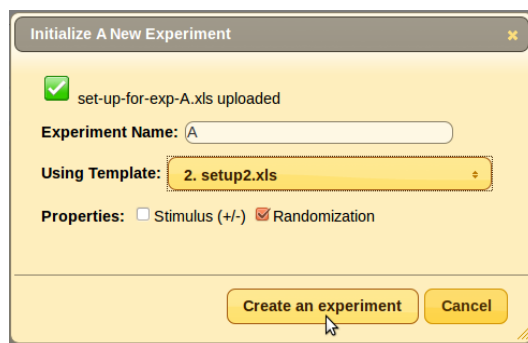 Initialize A New Experiment
set-up-for-exp-A.xls uploaded
Experiment Name: A
Using Template: 2. setup2.xls
Properties: Stimulus (+/-) Randomization
Create an experiment Cancel